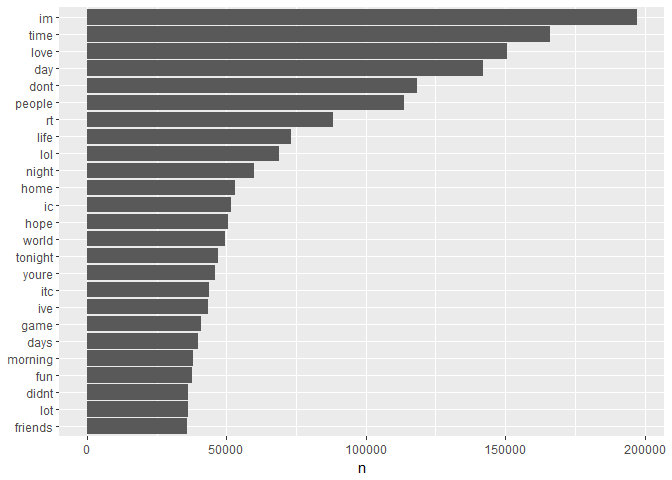 im
time
love
day
dont
people
rt
life
lol
night
home
ic
hope
world
tonight
youre
itc
ive
game
days
morning
fun
didnt
lot
friends
0 50000 100000 150000 200000
n